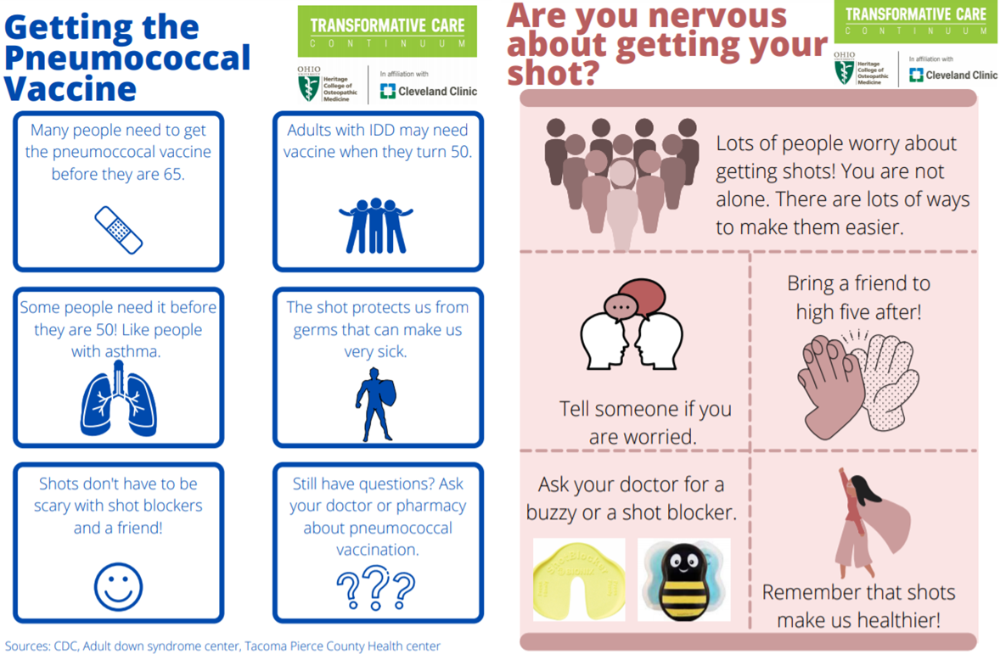 Getting the
Pneumococcal
Vaccine
TRANSFORMATIVE CARE
CONTINUUM
OHIO
UNIVERSITY
Heritage
College of
Osteopathic
Medicine
In affiliation with
Cleveland Clinic
Many people need to get
the pneumoccocal vaccine
before they are 65.
Adults with IDD may need
vaccine when they turn 50.
Some people need it before
they are 50! Like people
with asthma.
The shot protects us from
germs that can make us
very sick.
Shots don't have to be
scary with shot blockers
and a friend!
Still have questions? Ask
your doctor or pharmacy
about pneumococcal
vaccination.
???
Sources: CDC, Adult down syndrome center, Tacoma Pierce County Health center
Are you nervous
about getting your
shot?
TRANSFORMATIVE CARE
CONTINUUM
OHIO
UNIVERSITY
Heritage
College of
Osteopathic
Medicine
In affiliation with
Cleveland Clinic
Lots of people worry about
getting shots! You are not
alone. There are lots of ways
to make them easier.
Tell someone if you
are worried.
Bring a friend to
high five after!
Ask your doctor for a
buzzy or a shot blocker.
ShotBlocker
Remember that shots
make us healthier!